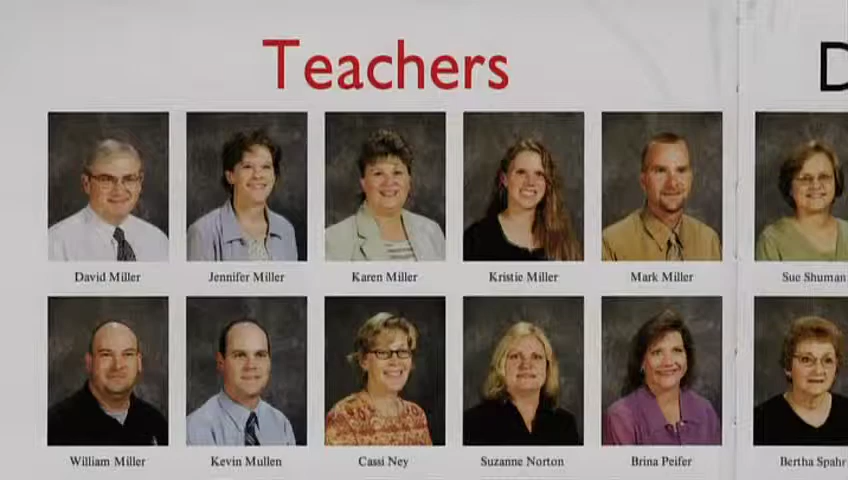 Teachers
D
David Miller
Jennifer Miller
Karen Miller
Kristie Miller
Mark Miller
Sue Shuman
William Miller
Kevin Mullen
Cassi Ney
Suzanne Norton
Brina Peifer
Bertha Spahr